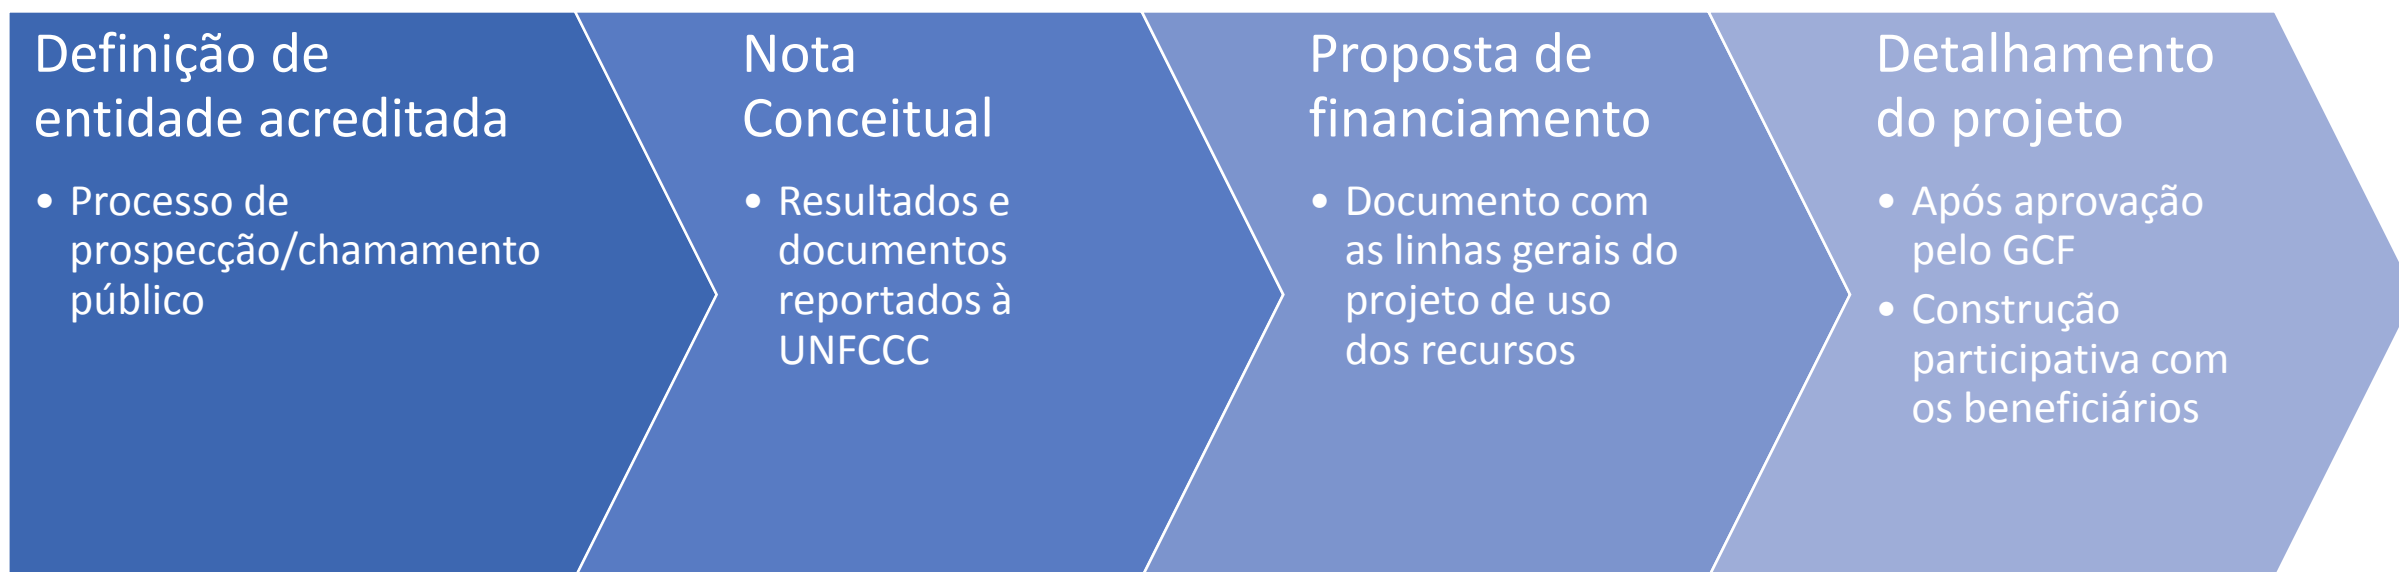 Definição de
entidade acreditada
• Processo de
prospecção/chamamento
público
Nota
Conceitual
• Resultados e
documentos
reportados à
UNFCCC
Proposta de
financiamento
• Documento com
as linhas gerais do
projeto de uso
dos recursos
Detalhamento
do projeto
• Após aprovação
pelo GCF
• Construção
participativa com
os beneficiários